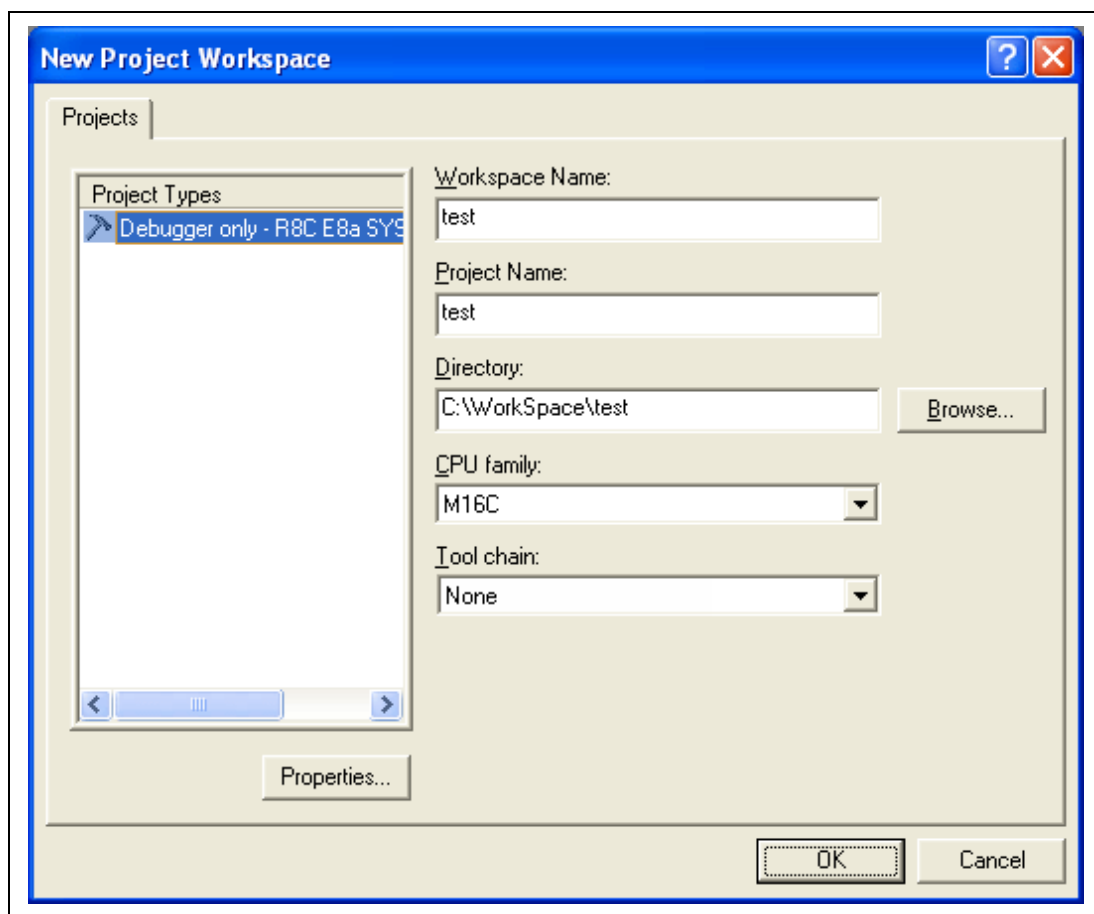 New Project Workspace
Projects
Project Types
Debugger only - R8C E8a SYS
Workspace Name:
test
Project Name:
test
Directory:
C:\WorkSpace\test
Browse...
CPU family:
M16C
Tool chain:
None
Properties...
OK
Cancel